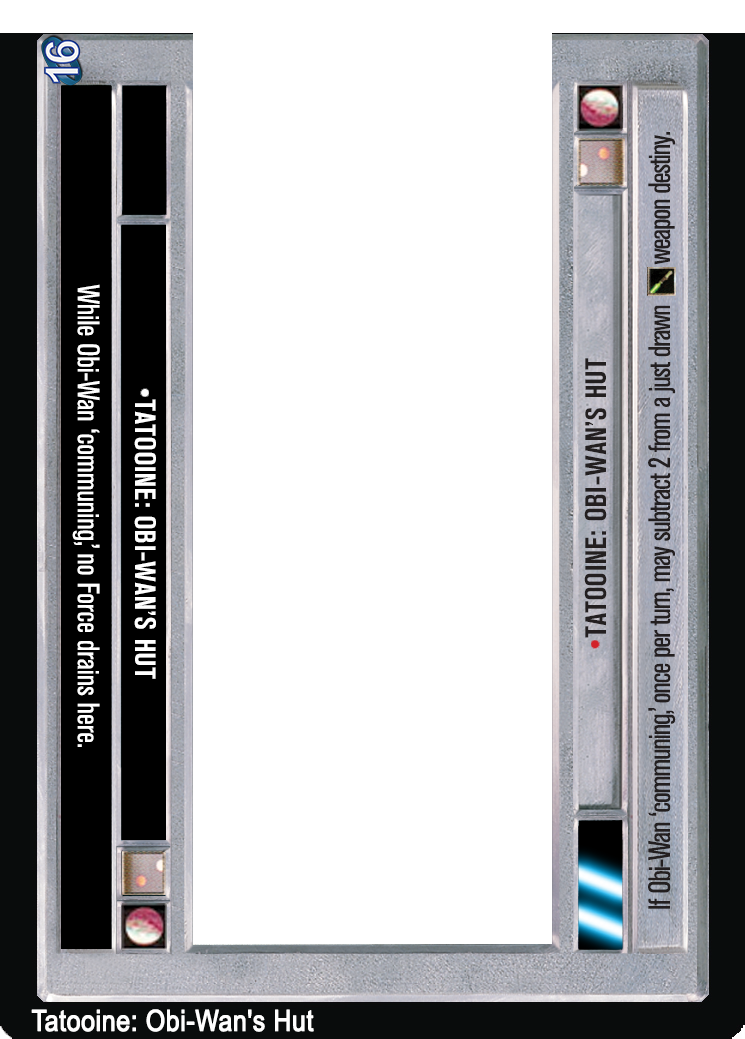 16
While Obi-Wan ‘communing,’ no Force drains here.
•TATOOINE: OBI-WAN’S HUT
•TATOOINE: OBI-WAN’S HUT
If Obi-Wan ‘communing,’ once per turn, may subtract 2 from a just drawn weapon destiny.
Tatooine: Obi-Wan's Hut